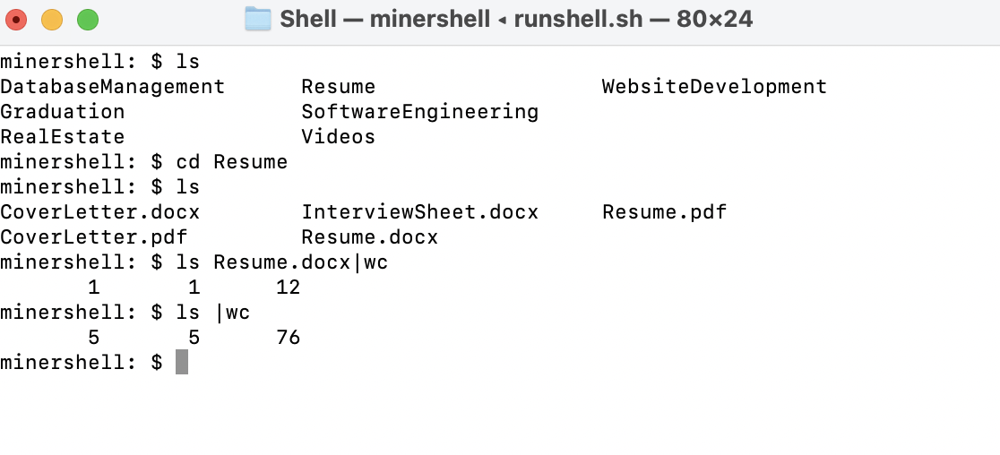 Shell — minershell ◂ runshell.sh — 80×24
minershell: $ ls
DatabaseManagement      Resume                  WebsiteDevelopment
Graduation              SoftwareEngineering
RealEstate              Videos
minershell: $ cd Resume
minershell: $ ls
CoverLetter.docx        InterviewSheet.docx     Resume.pdf
CoverLetter.pdf         Resume.docx
minershell: $ ls Resume.docx|wc
       1       1      12
minershell: $ ls |wc
       5       5      76
minershell: $